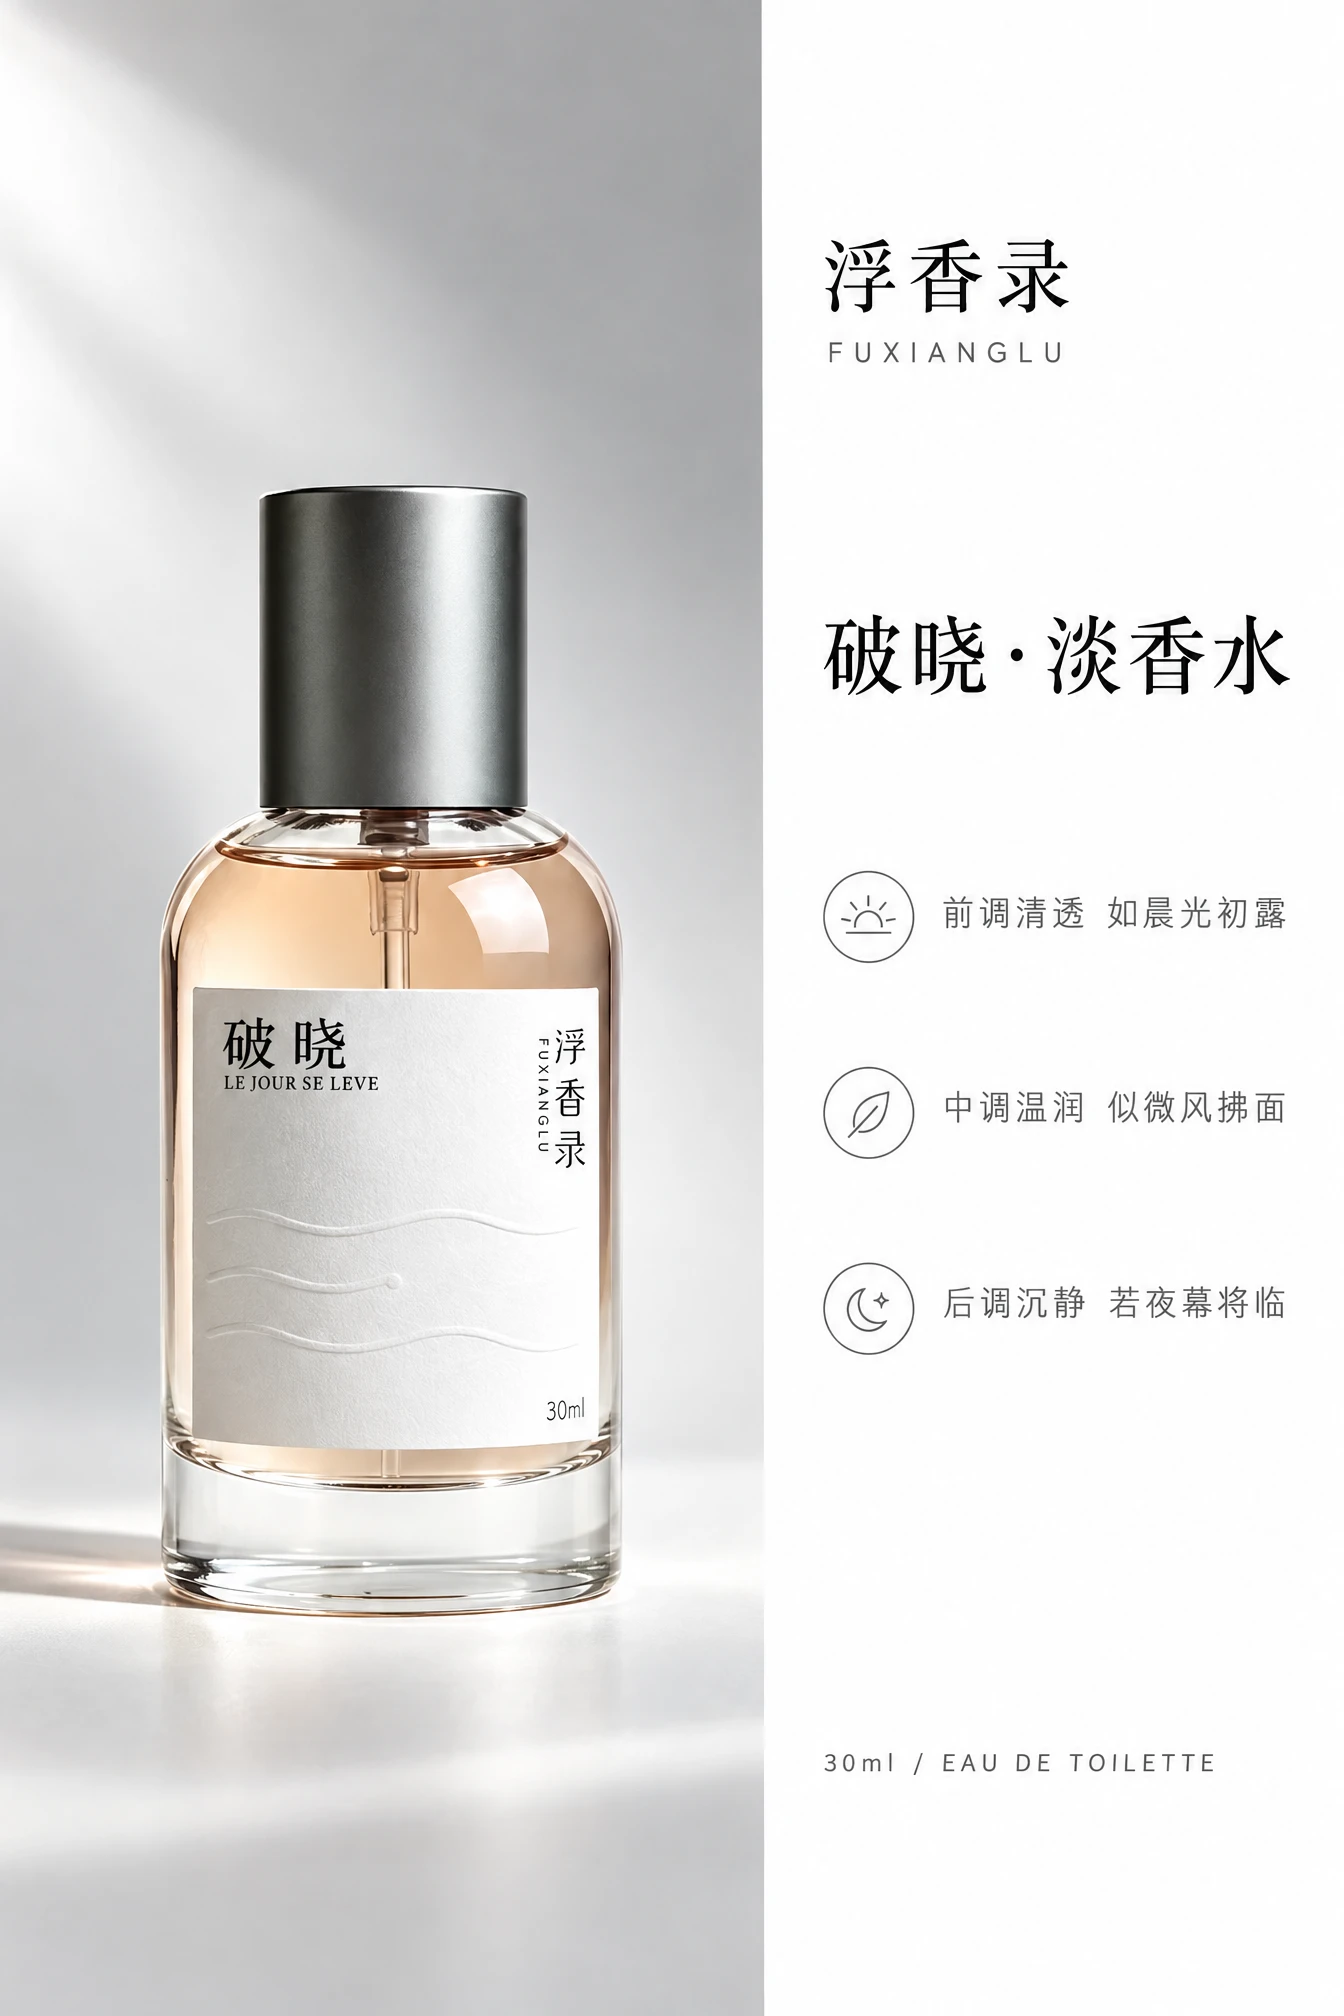 浮香录
FUXIANGLU
破晓·淡香水
前调清透 如晨光初露
中调温润 似微风拂面
后调沉静 若夜幕将临
30ml / EAU DE TOILETTE
破晓
LE JOUR SE LEVE
浮香录
FUXIANGLU
30ml